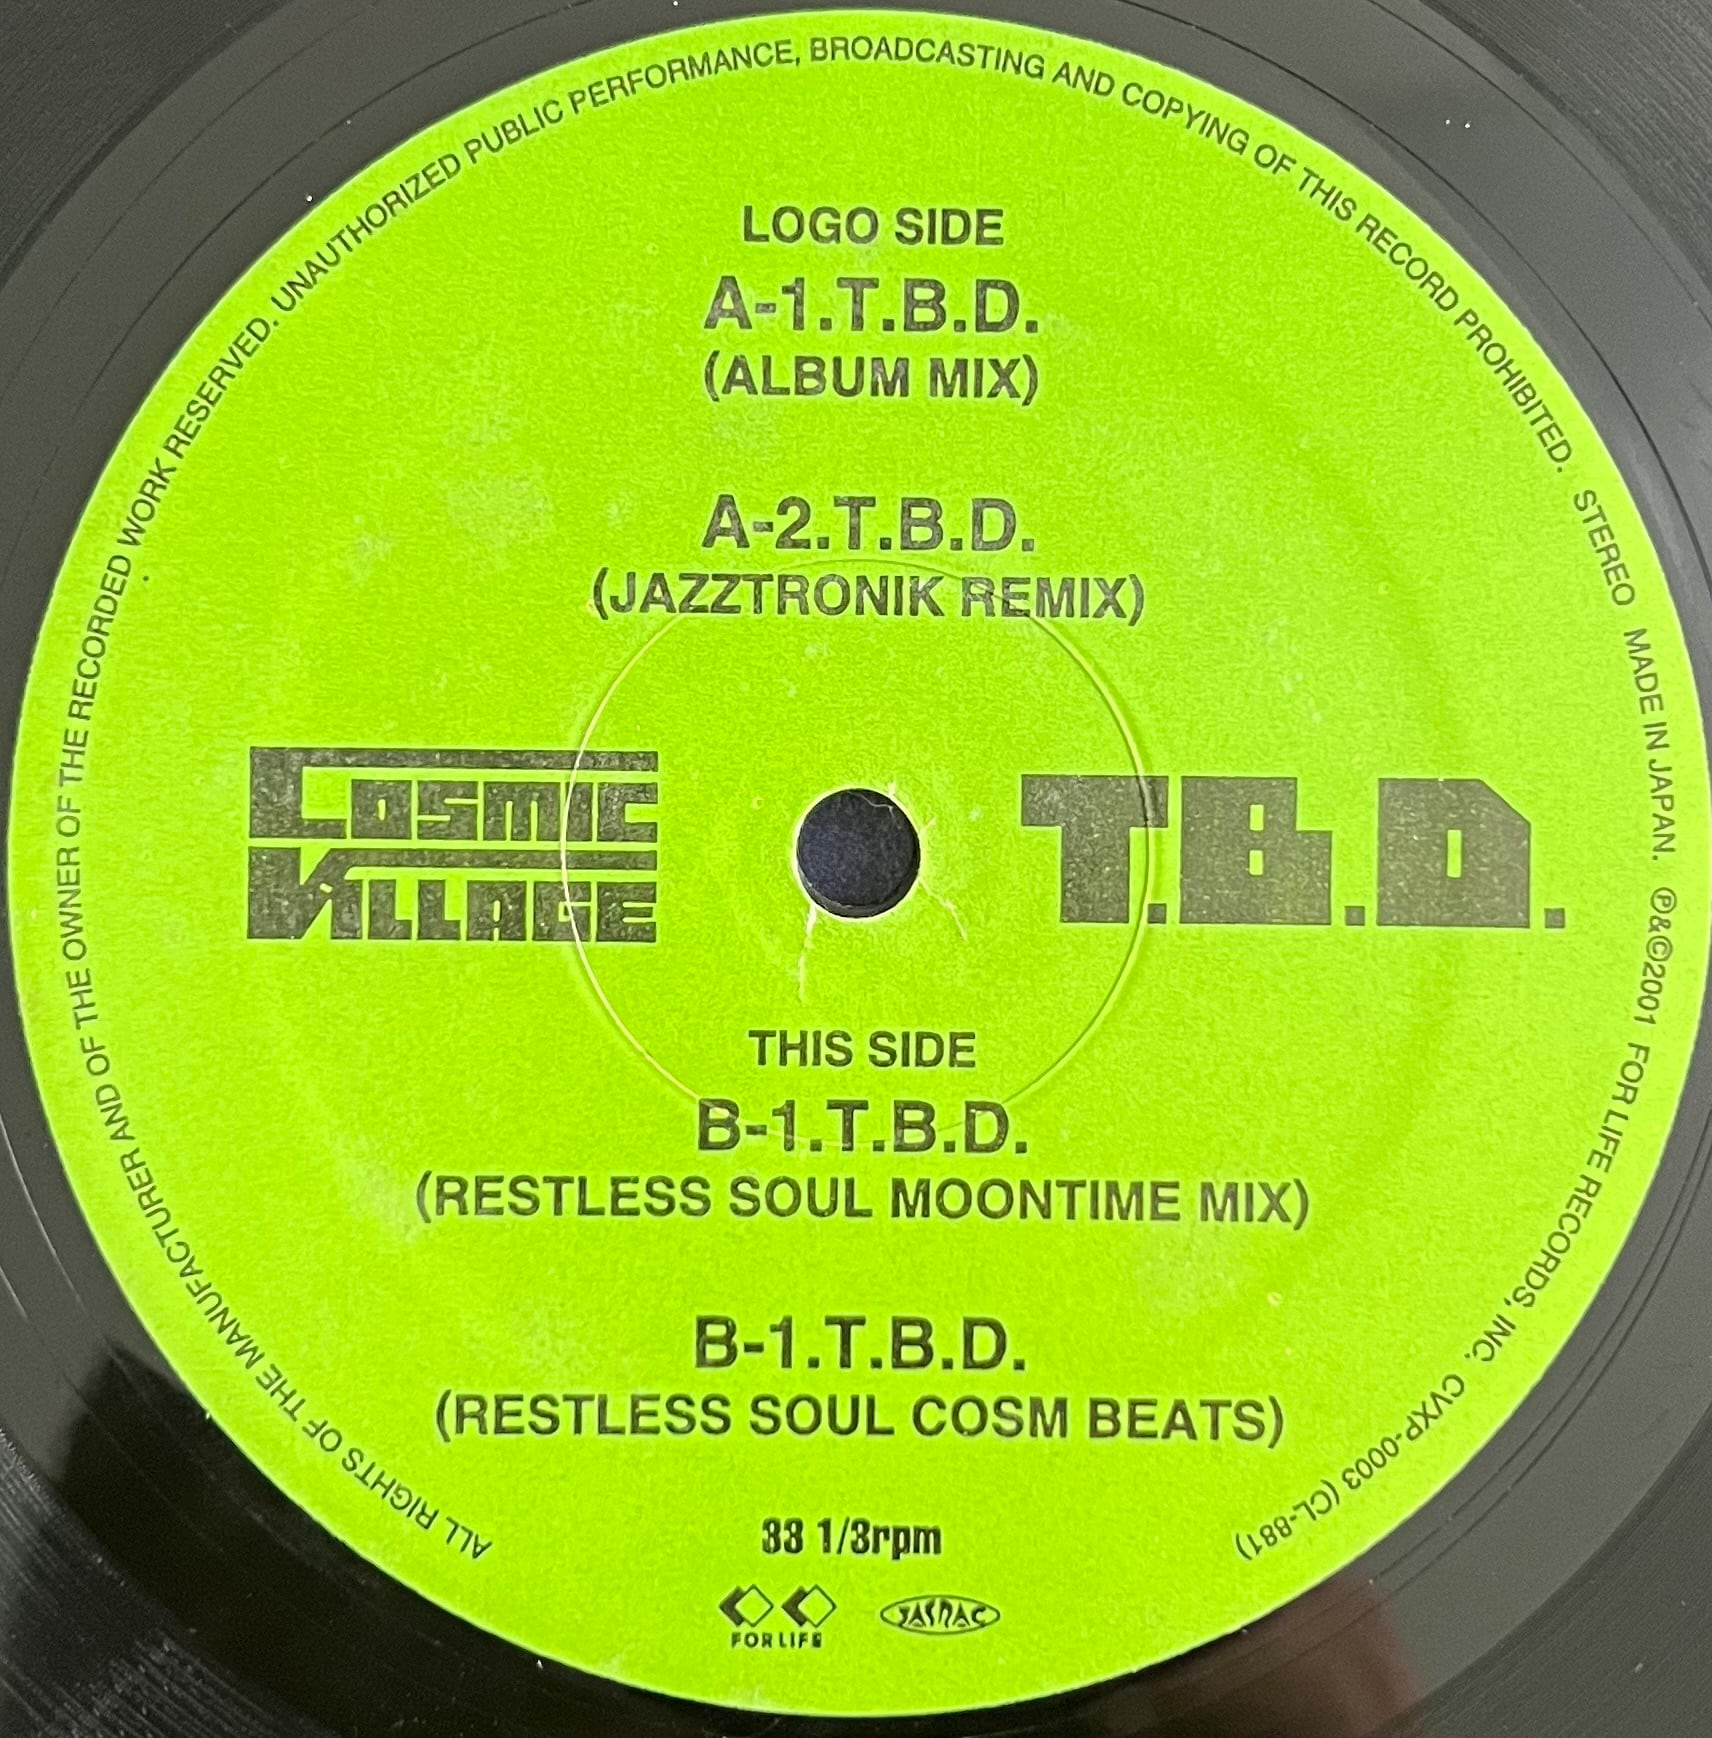 ALL RIGHTS OF THE MANUFACTURER AND OF THE OWNER OF THE RECORDED WORK RESERVED. UNAUTHORIZED PUBLIC PERFORMANCE, BROADCASTING AND COPYING OF THIS RECORD PROHIBITED. STEREO MADE IN JAPAN. ℗&©2001 FOR LIFE RECORDS, INC. CVXP-0003 (CL-881)
LOGO SIDE
A-1.T.B.D.
(ALBUM MIX)
A-2.T.B.D.
(JAZZTRONIK REMIX)
COSMIC
VILLAGE
T.B.D.
THIS SIDE
B-1.T.B.D.
(RESTLESS SOUL MOONTIME MIX)
B-1.T.B.D.
(RESTLESS SOUL COSM BEATS)
33 1/3rpm
FOR LIFE
JASRAC